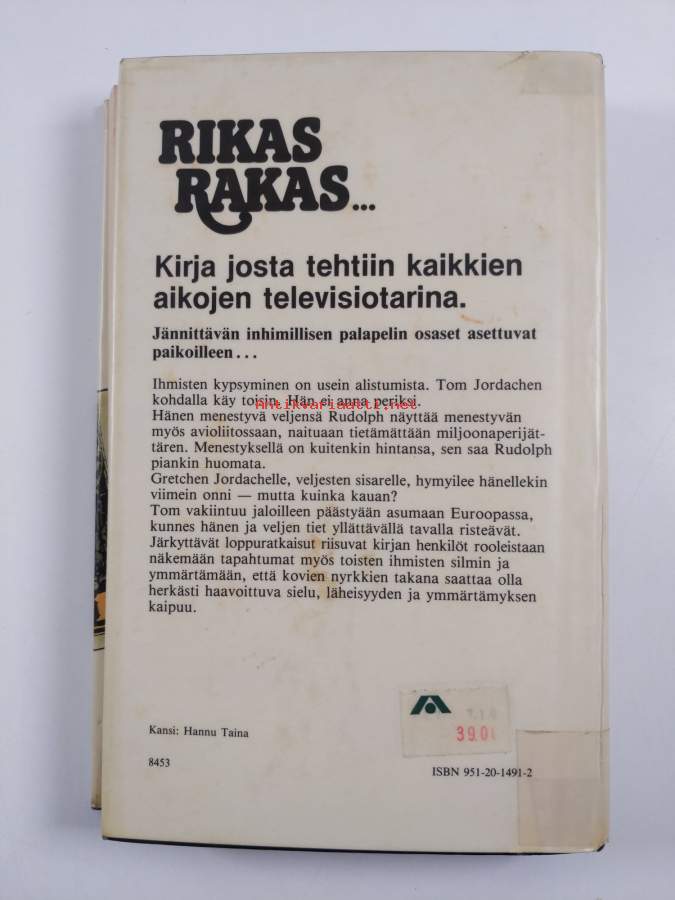 RIKAS
RAKAS...
Kirja josta tehtiin kaikkien
aikojen televisiotarina.
Jännittävän inhimillisen palapelin osaset asettuvat
paikoilleen...
Ihmisten kypsyminen on usein alistumista. Tom Jordachen
kohdalla käy toisin. Hän ei anna periksi.
Antikvariaatti.net
Hänen menestyvä veljensä Rudolph näyttää menestyvän
myös avioliitossaan, naituaan tietämättään miljoonaperijät-
tären. Menestyksellä on kuitenkin hintansa, sen saa Rudolph
piankin huomata.
Gretchen Jordachelle, veljesten sisarelle, hymyilee hänellekin
viimein onni — mutta kuinka kauan?
Tom vakiintuu jaloilleen päästyään asumaan Euroopassa,
kunnes hänen ja veljen tiet yllättävällä tavalla risteävät.
Järkyttävät loppuratkaisut riisuvat kirjan henkilöt rooleistaan
näkemään tapahtumat myös toisten ihmisten silmin ja
ymmärtämään, että kovien nyrkkien takana saattaa olla
herkästi haavoittuva sielu, läheisyyden ja ymmärtämyksen
kaipuu.
Kansi: Hannu Taina
8453
ISBN 951-20-1491-2